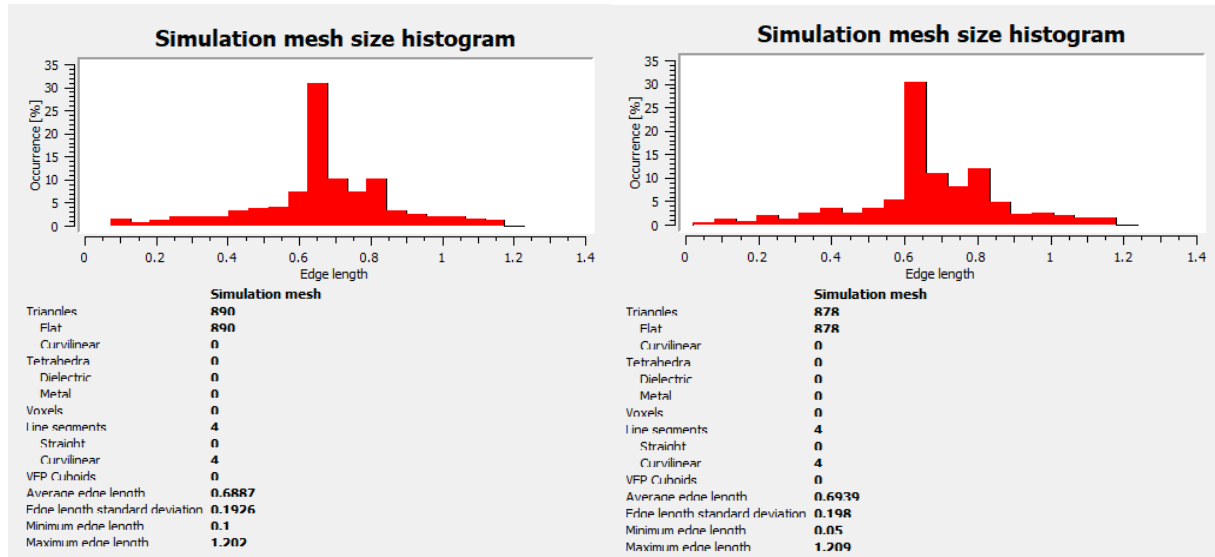 Simulation mesh size histogram
35
30
25
20
15
10
5
0
Occurrence [%]
0 0.2 0.4 0.6 0.8 1 1.2 1.4
Edge length
Simulation mesh
Triangles 890
Flat 890
Curvilinear 0
Tetrahedra 0
Dielectric 0
Metal 0
Voxels 0
Line segments 4
Straight 0
Curvilinear 4
VEP Cuboids 0
Average edge length 0.6887
Edge length standard deviation 0.1926
Minimum edge length 0.1
Maximum edge length 1.202
Simulation mesh size histogram
35
30
25
20
15
10
5
0
Occurrence [%]
0 0.2 0.4 0.6 0.8 1 1.2 1.4
Edge length
Simulation mesh
Triangles 878
Flat 878
Curvilinear 0
Tetrahedra 0
Dielectric 0
Metal 0
Voxels 0
Line segments 4
Straight 0
Curvilinear 4
VEP Cuboids 0
Average edge length 0.6939
Edge length standard deviation 0.198
Minimum edge length 0.05
Maximum edge length 1.209